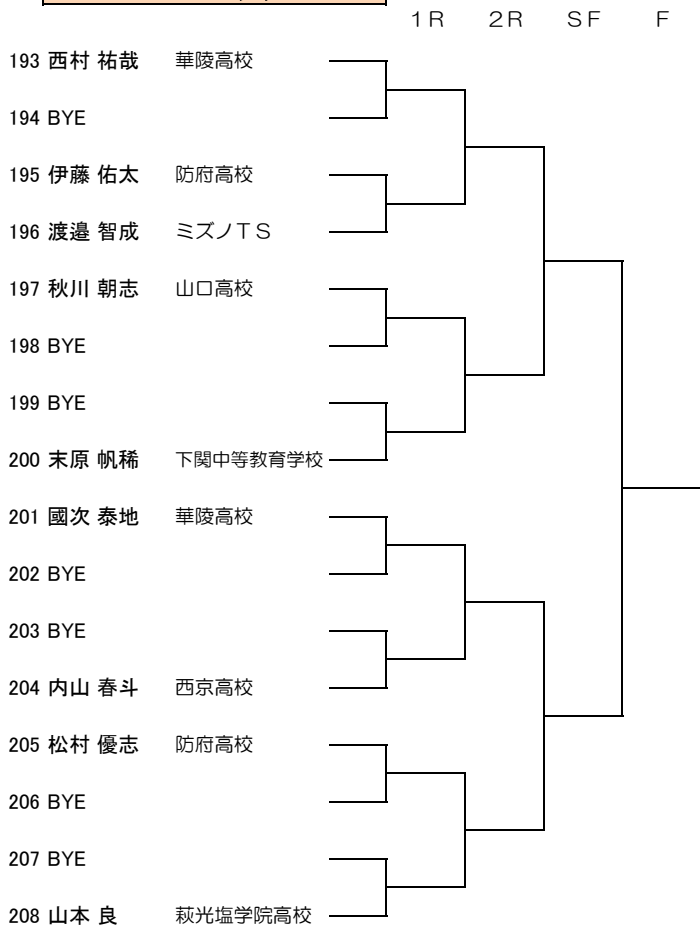 1R 2R SF F
193 西村 祐哉 華陵高校
194 BYE
195 伊藤 佑太 防府高校
196 渡邉 智成 ミズノTS
197 秋川 朝志 山口高校
198 BYE
199 BYE
200 末原 帆稀 下関中等教育学校
201 國次 泰地 華陵高校
202 BYE
203 BYE
204 内山 春斗 西京高校
205 松村 優志 防府高校
206 BYE
207 BYE
208 山本 良 萩光塩学院高校